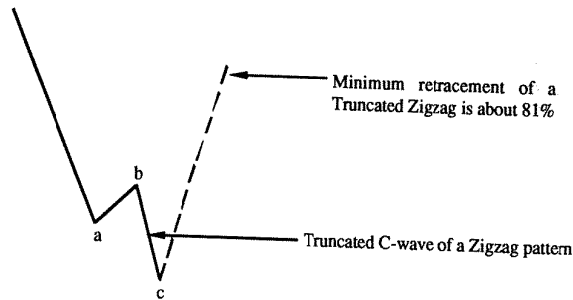 Minimum retracement of a
Truncated Zigzag is about 81%
b
a
Truncated C-wave of a Zigzag pattern
c